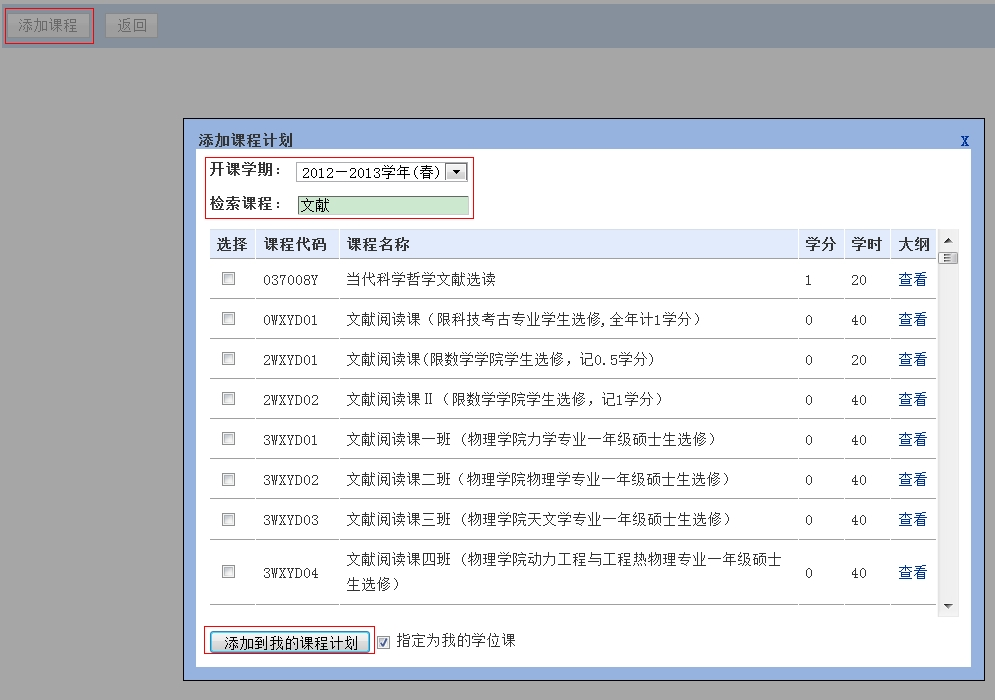 添加课程 返回
添加课程计划 X
开课学期： 2012－2013学年(春)
检索课程： 文献
选择 课程代码 课程名称 学分 学时 大纲
037008Y 当代科学哲学文献选读 1 20 查看
0WXYD01 文献阅读课（限科技考古专业学生选修,全年计1学分） 0 40 查看
2WXYD01 文献阅读课(限数学学院学生选修，记0.5学分) 0 20 查看
2WXYD02 文献阅读课Ⅱ（限数学学院学生选修，记1学分） 0 40 查看
3WXYD01 文献阅读课一班（物理学院力学专业一年级硕士生选修） 0 40 查看
3WXYD02 文献阅读课二班（物理学院物理学专业一年级硕士生选修） 0 40 查看
3WXYD03 文献阅读课三班（物理学院天文学专业一年级硕士生选修） 0 40 查看
3WXYD04 文献阅读课四班（物理学院动力工程与工程热物理专业一年级硕士 0 40 查看
生选修）
添加到我的课程计划 指定为我的学位课